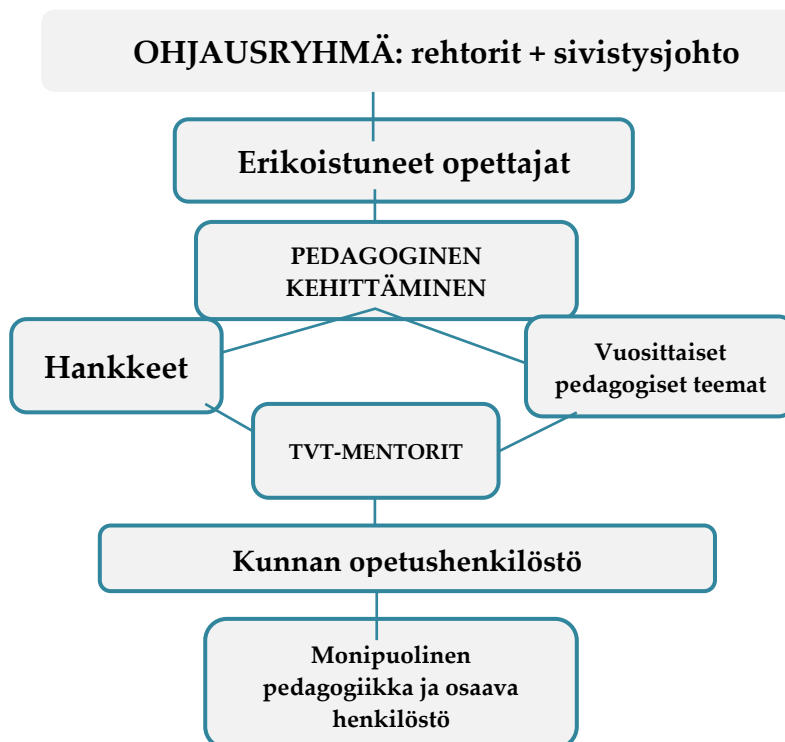 OHJAUSRYHMÄ: rehtorit + sivistysjohto
Erikoistuneet opettajat
PEDAGOGINEN
KEHITTÄMINEN
Hankkeet
Vuosittaiset
pedagogiset teemat
TVT-MENTORIT
Kunnan opetushenkilöstö
Monipuolinen
pedagogiikka ja osaava
henkilöstö